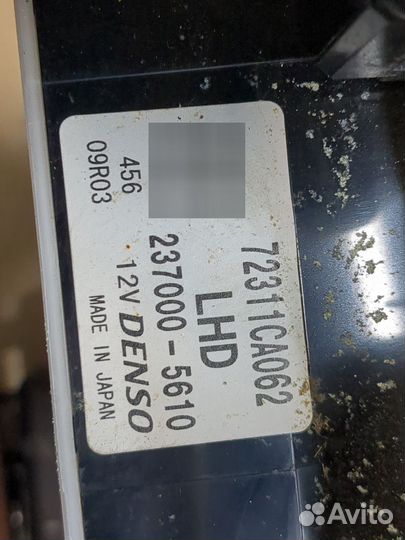 72311CA062
LHD
237000-5610
12V DENSO
MADE IN JAPAN
456
09R03
Avito